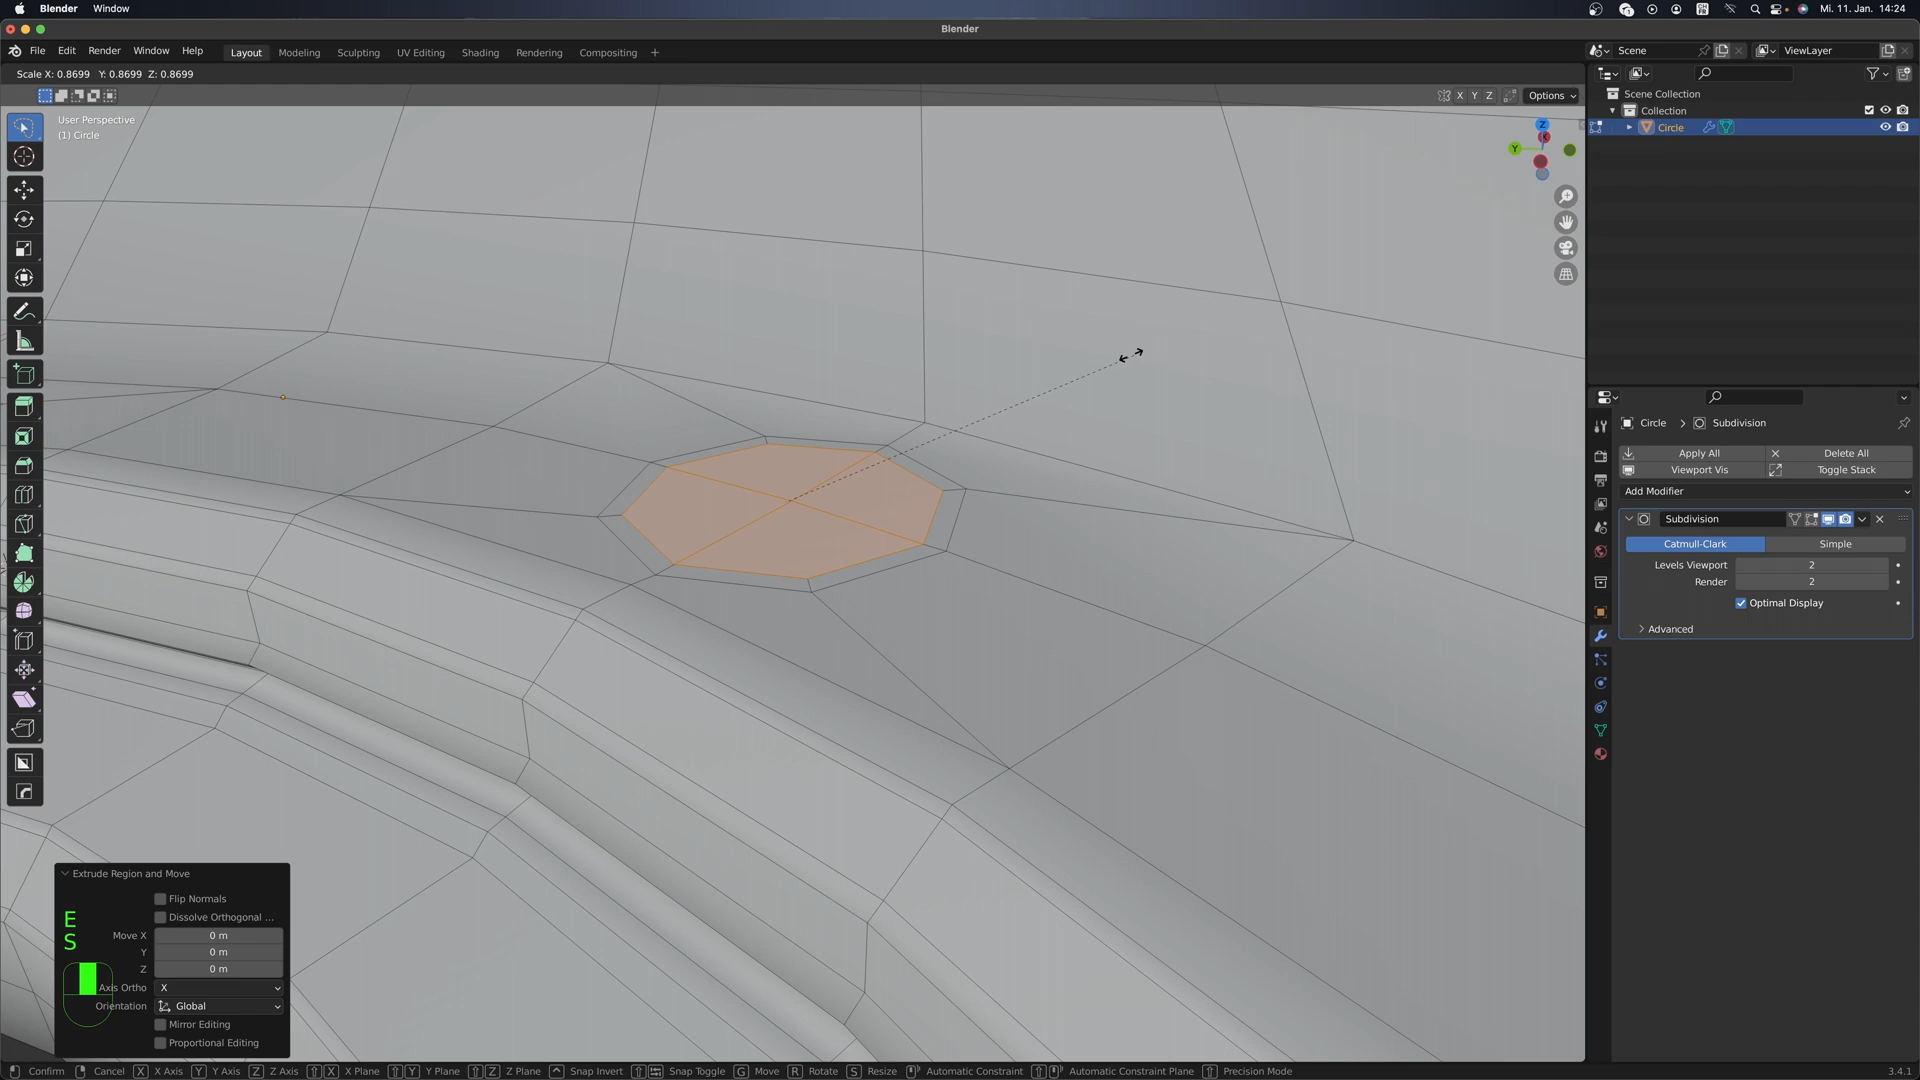 Blender Window CH FR Mi. 11. Jan. 14:24
Blender
File Edit Render Window Help Layout Modeling Sculpting UV Editing Shading Rendering Compositing + Scene ViewLayer
Scale X: 0.8699 Y: 0.8699 Z: 0.8699
X Y Z Options
User Perspective
(1) Circle
Z
Y
Scene Collection
Collection
Circle
Circle > Subdivision
Apply All Delete All
Viewport Vis Toggle Stack
Add Modifier
Subdivision
Catmull-Clark Simple
Levels Viewport 2
Render 2
Optimal Display
Advanced
Extrude Region and Move
Flip Normals
Dissolve Orthogonal ...
Move X 0 m
Y 0 m
Z 0 m
Axis Ortho X
Orientation Global
Mirror Editing
Proportional Editing
E
S
Confirm Cancel X X Axis Y Y Axis Z Z Axis X X Plane Y Y Plane Z Z Plane Snap Invert Snap Toggle G Move R Rotate S Resize Automatic Constraint Automatic Constraint Plane Precision Mode 3.4.1